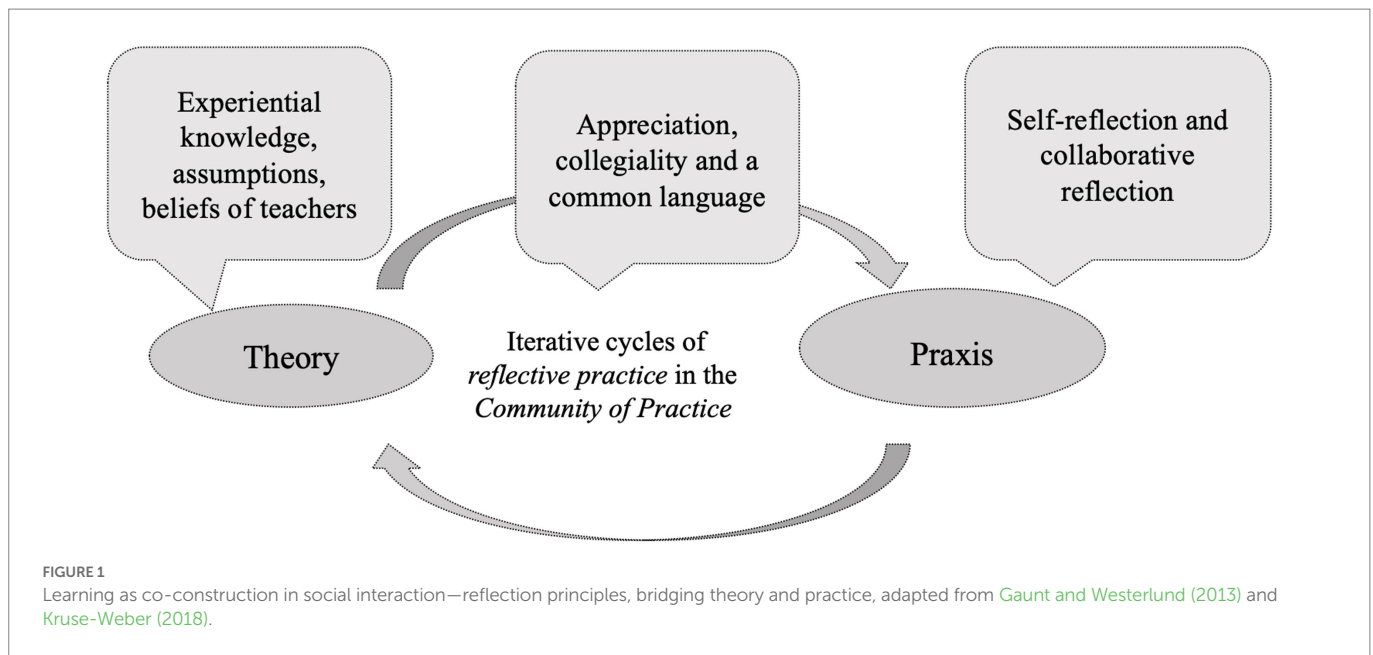 Experiential
knowledge,
assumptions,
beliefs of teachers
Appreciation,
collegiality and a
common language
Self-reflection and
collaborative
reflection
Theory
Iterative cycles of
reflective practice in the
Community of Practice
Praxis
FIGURE 1
Learning as co-construction in social interaction—reflection principles, bridging theory and practice, adapted from Gaunt and Westerlund (2013) and
Kruse-Weber (2018).